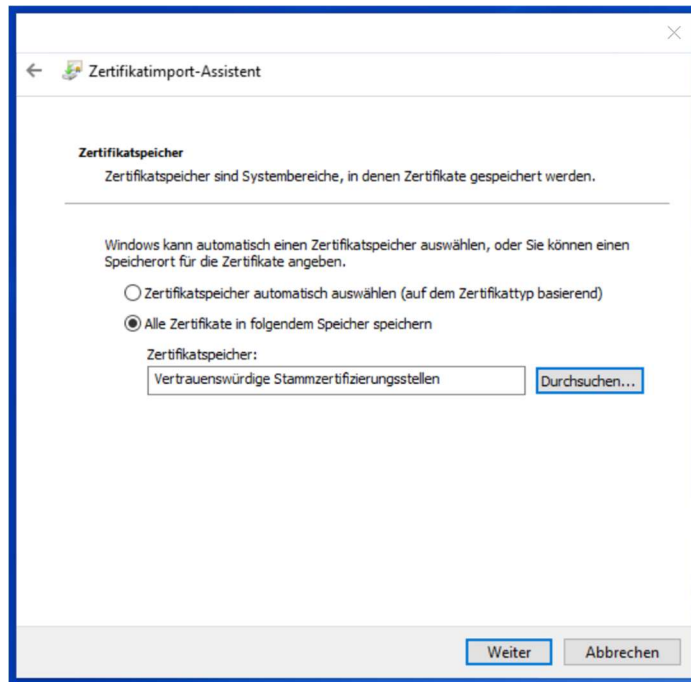 Zertifikatimport-Assistent
Zertifikatspeicher
Zertifikatspeicher sind Systembereiche, in denen Zertifikate gespeichert werden.
Windows kann automatisch einen Zertifikatspeicher auswählen, oder Sie können einen
Speicherort für die Zertifikate angeben.
Zertifikatspeicher automatisch auswählen (auf dem Zertifikattyp basierend)
Alle Zertifikate in folgendem Speicher speichern
Zertifikatspeicher:
Vertrauenswürdige Stammzertifizierungsstellen
Durchsuchen...
Weiter
Abbrechen